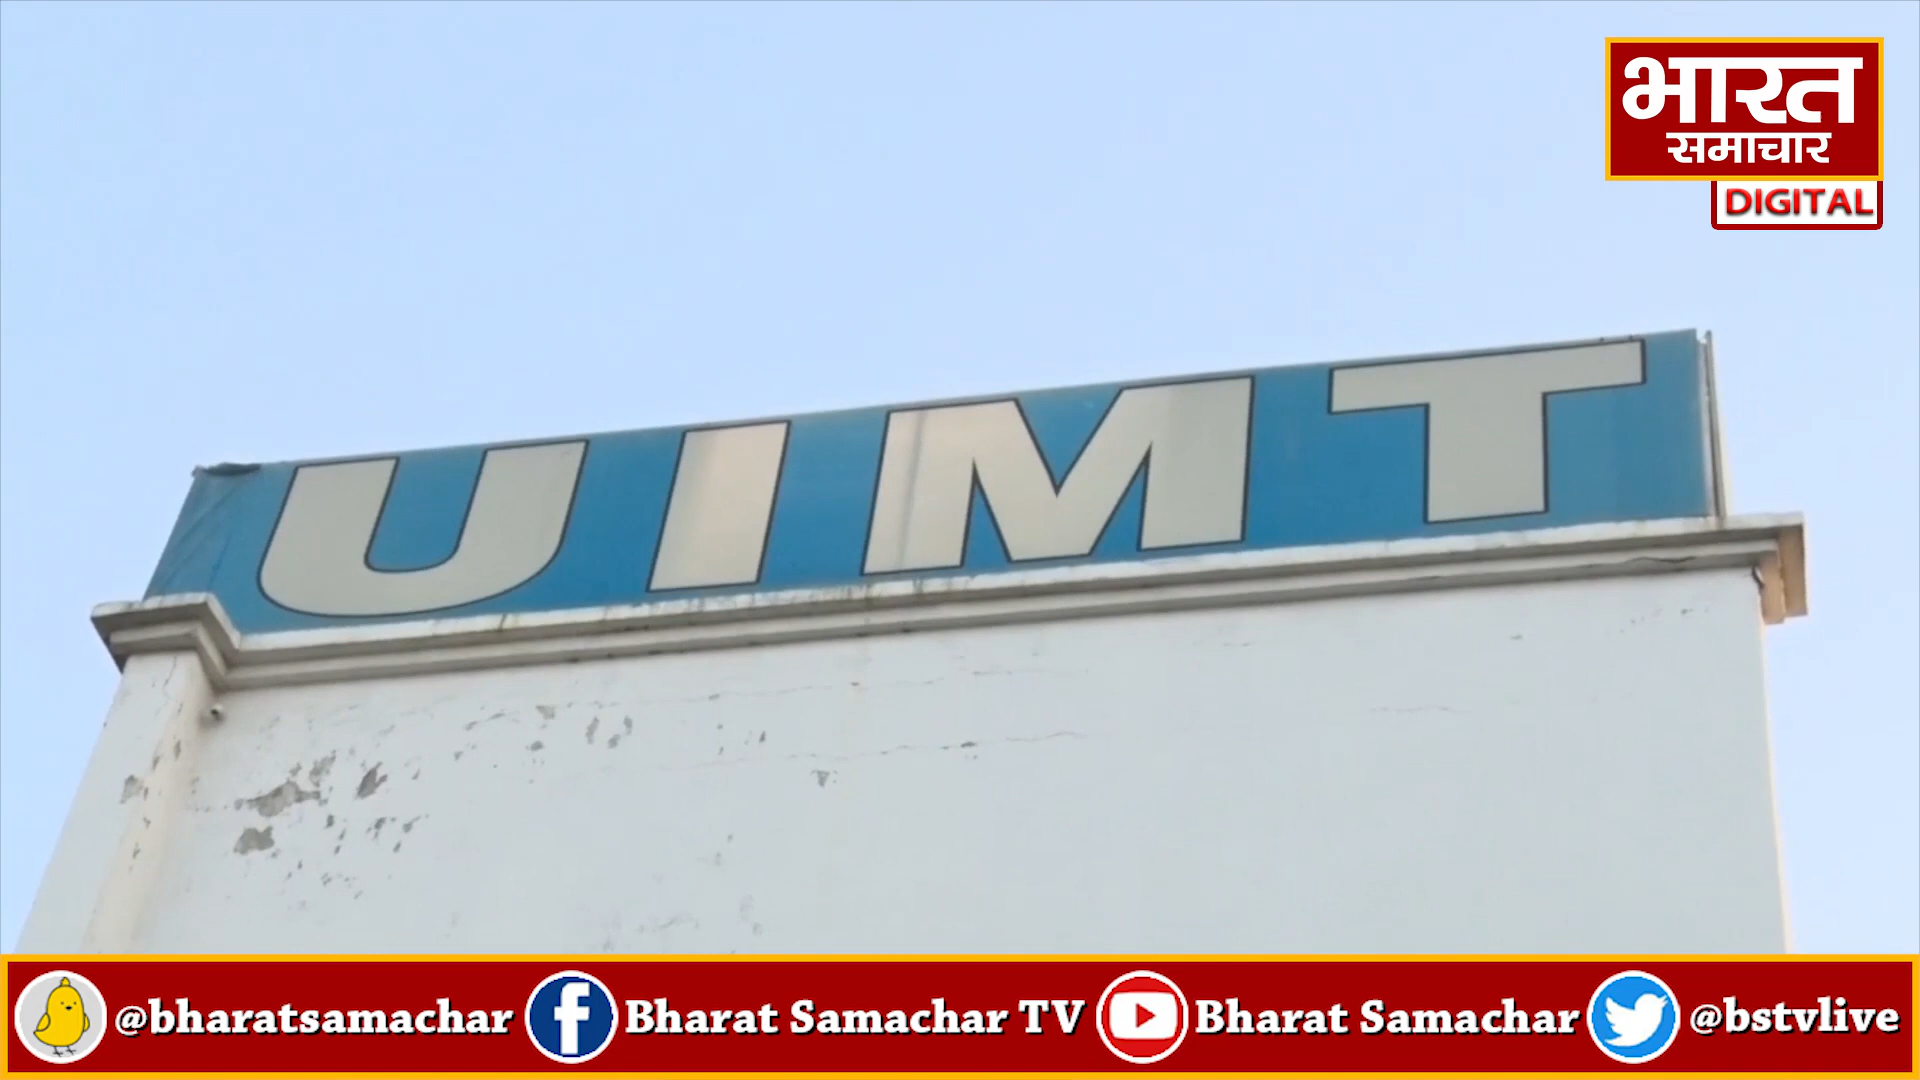 भारत
समाचार
DIGITAL
UIMT
@bharatsamachar Bharat Samachar TV Bharat Samachar @bstvlive